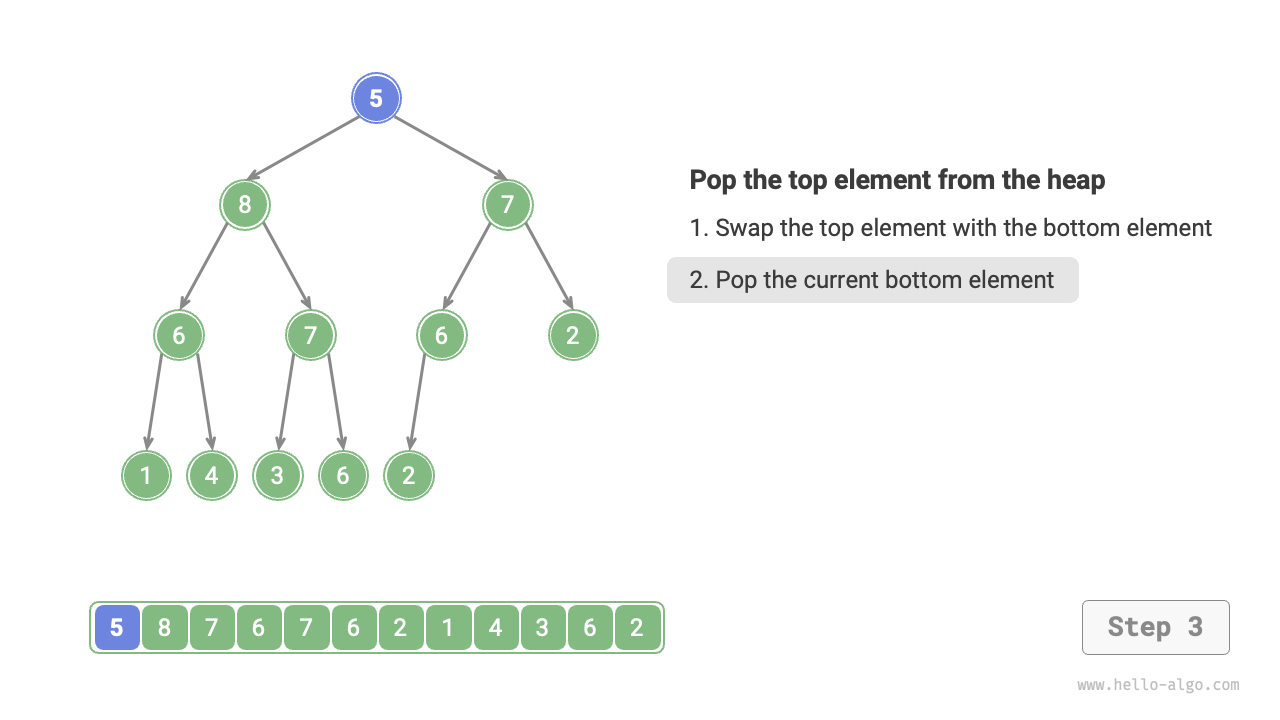 5
8 7
Pop the top element from the heap
1. Swap the top element with the bottom element
2. Pop the current bottom element
6 7 6 2
1 4 3 6 2
5 8 7 6 7 6 2 1 4 3 6 2
Step 3
www.hello-algo.com